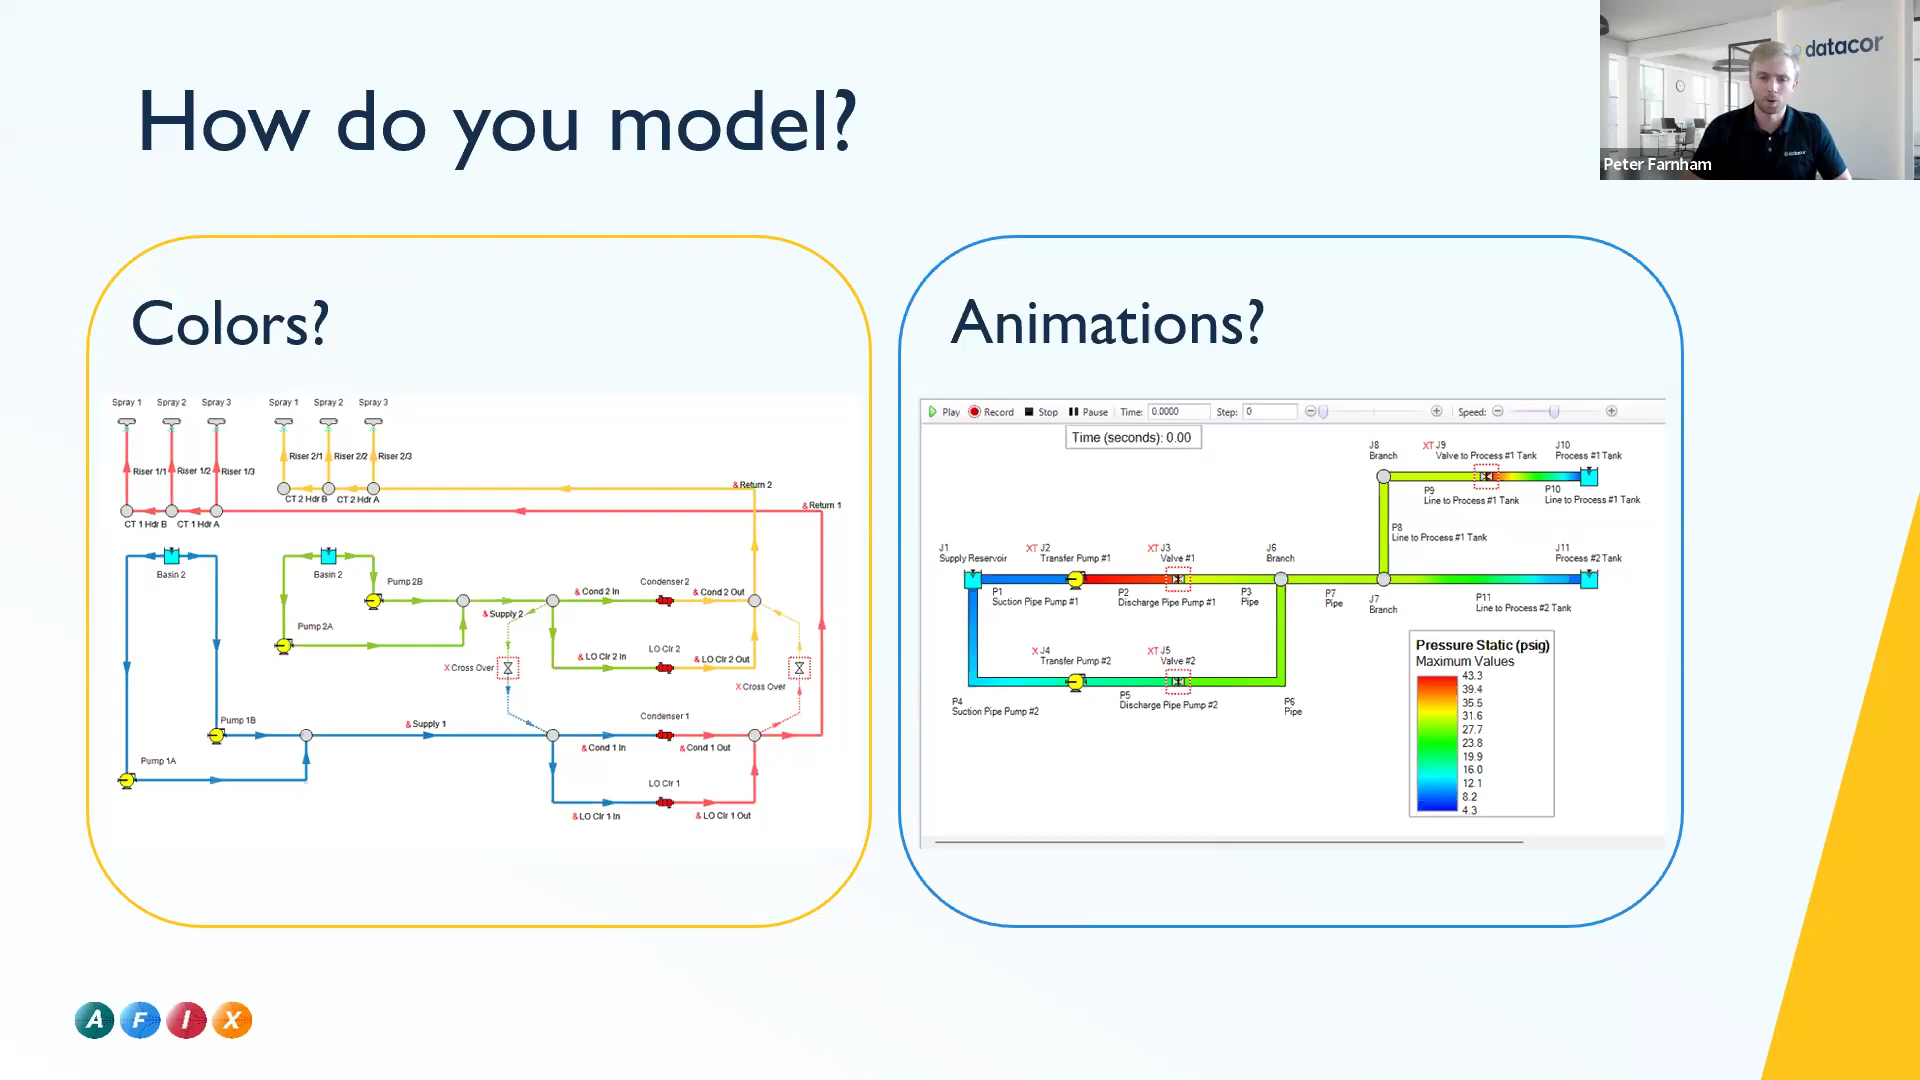 How do you model?
datacor
datacor
Peter Farnham
Colors?
Spray 1 Spray 2 Spray 3 Spray 1 Spray 2 Spray 3
Riser 1/1 Riser 1/2 Riser 1/3 Riser 2/1 Riser 2/2 Riser 2/3
& Return 2
CT 2 Hdr B CT 2 Hdr A
& Return 1
CT 1 Hdr B CT 1 Hdr A
Basin 2 Basin 2
Pump 2B Condenser 2
& Cond 2 In & Cond 2 Out
& Supply 2
Pump 2A
LO Clr 2
& LO Clr 2 In & LO Clr 2 Out
X Cross Over
X Cross Over
Condenser 1
Pump 1B & Supply 1
& Cond 1 In & Cond 1 Out
Pump 1A
LO Clr 1
& LO Clr 1 In & LO Clr 1 Out
Animations?
Play Record Stop Pause Time: 0.0000 Step: 0 Speed:
Time (seconds): 0.00
J8
Branch
XT J9
Valve to Process #1 Tank
J10
Process #1 Tank
P9
Line to Process #1 Tank
P10
Line to Process #1 Tank
P8
Line to Process #1 Tank
J1
Supply Reservoir
XT J2
Transfer Pump #1
XT J3
Valve #1
J6
Branch
J11
Process #2 Tank
P1
Suction Pipe Pump #1
P2
Discharge Pipe Pump #1
P3
Pipe
P7
Pipe
J7
Branch
P11
Line to Process #2 Tank
X J4
Transfer Pump #2
XT J5
Valve #2
P4
Suction Pipe Pump #2
P5
Discharge Pipe Pump #2
P6
Pipe
Pressure Static (psig)
Maximum Values
43.3
39.4
35.5
31.6
27.7
23.8
19.9
16.0
12.1
8.2
4.3
A F I X